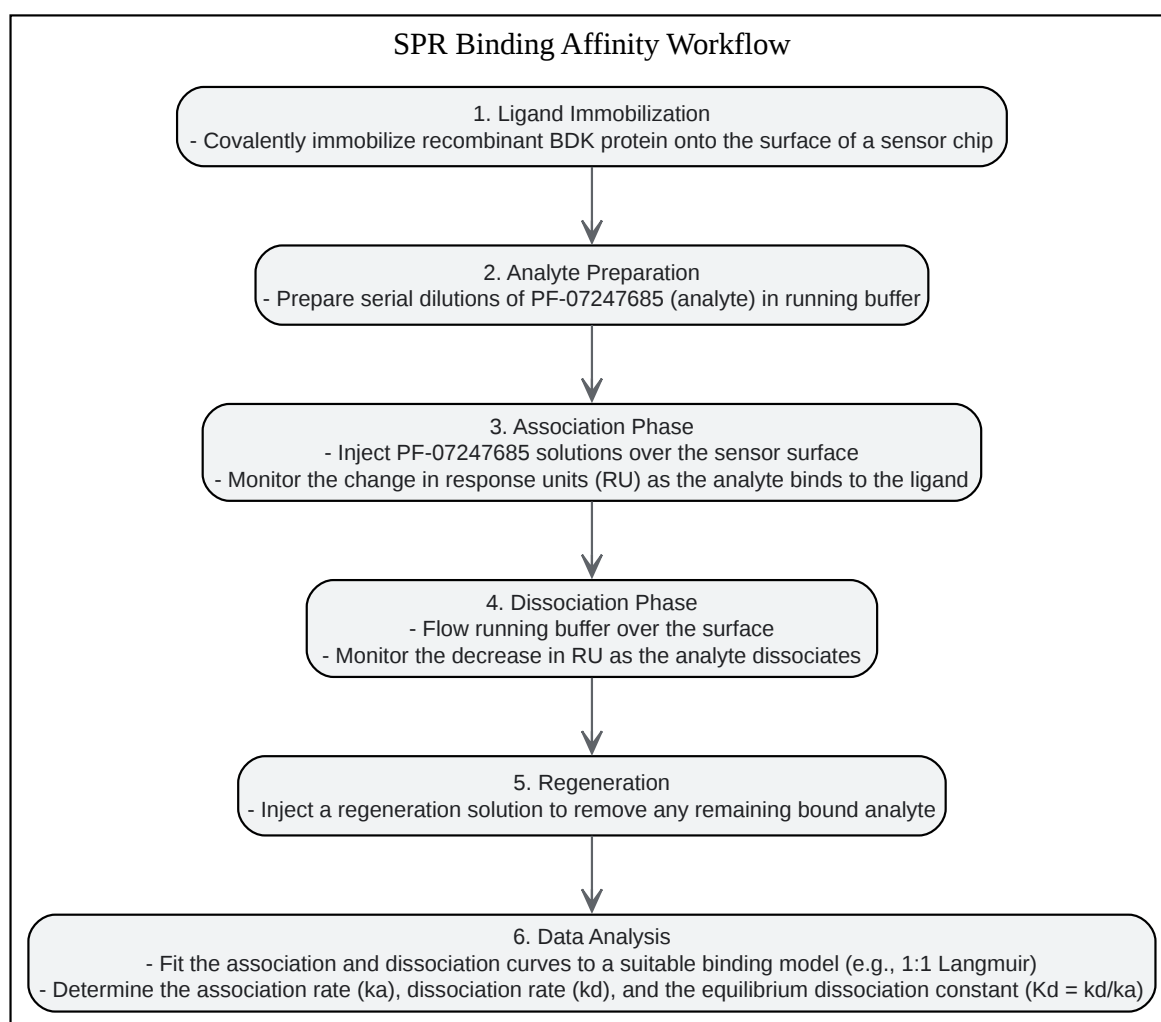 SPR Binding Affinity Workflow
1. Ligand Immobilization
- Covalently immobilize recombinant BDK protein onto the surface of a sensor chip
2. Analyte Preparation
- Prepare serial dilutions of PF-07247685 (analyte) in running buffer
3. Association Phase
- Inject PF-07247685 solutions over the sensor surface
- Monitor the change in response units (RU) as the analyte binds to the ligand
4. Dissociation Phase
- Flow running buffer over the surface
- Monitor the decrease in RU as the analyte dissociates
5. Regeneration
- Inject a regeneration solution to remove any remaining bound analyte
6. Data Analysis
- Fit the association and dissociation curves to a suitable binding model (e.g., 1:1 Langmuir)
- Determine the association rate (ka), dissociation rate (kd), and the equilibrium dissociation constant (Kd = kd/ka)